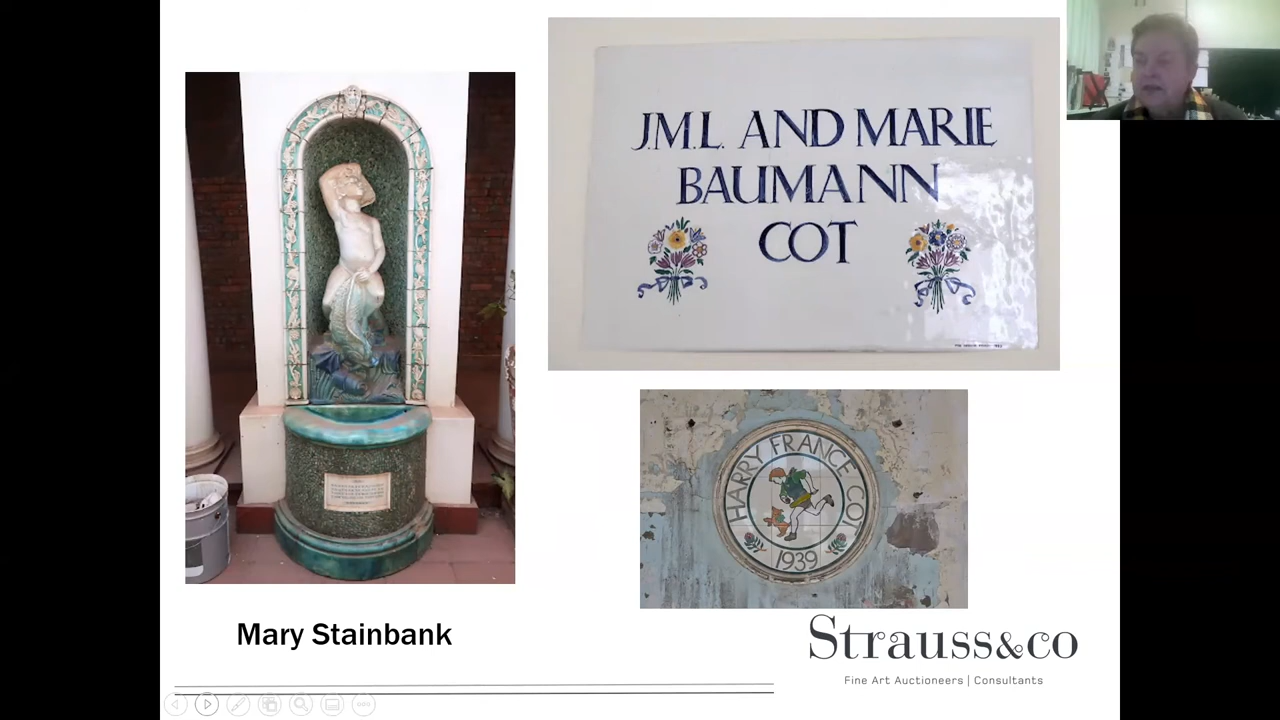 J.M.L. AND MARIE
BAUMANN
COT
HARRY FRANCE COT
1939
Mary Stainbank
Strauss&co
Fine Art Auctioneers | Consultants